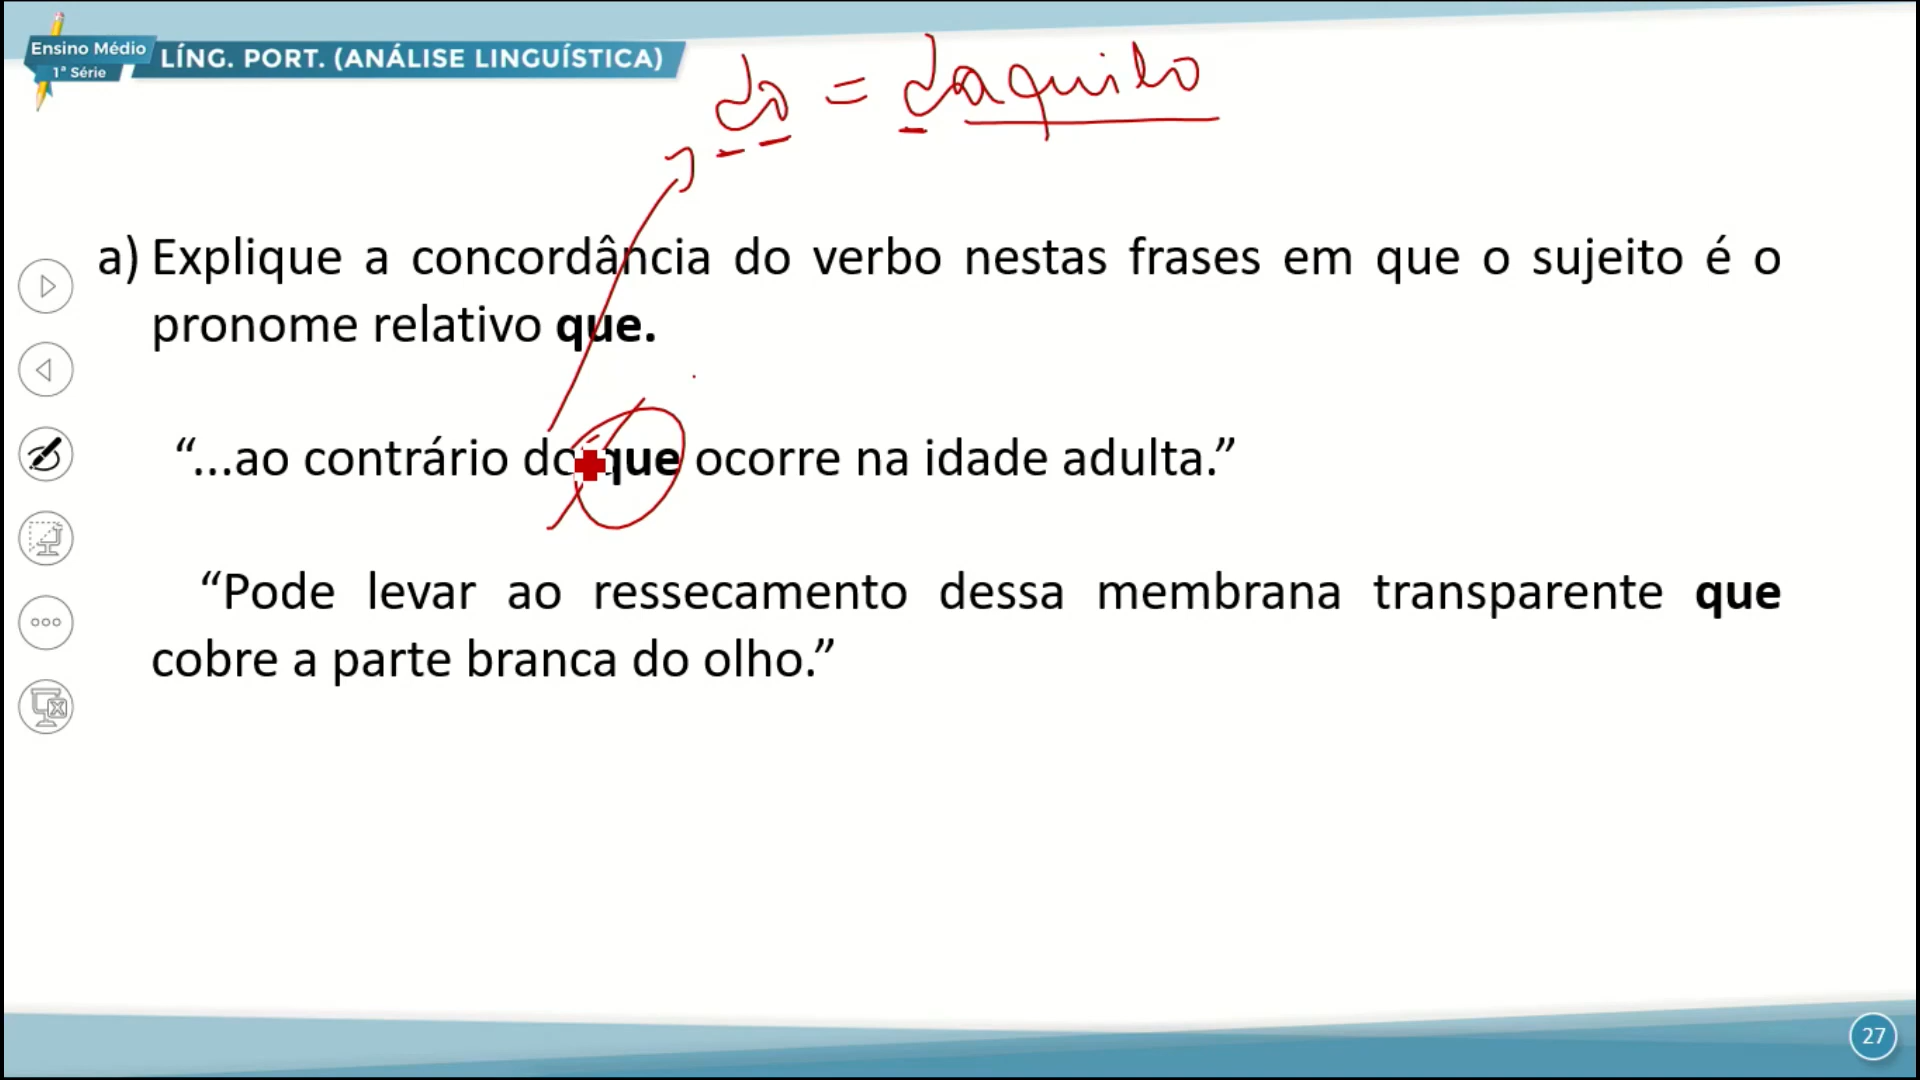 Ensino Médio
1ª Série
LÍNG. PORT. (ANÁLISE LINGUÍSTICA)
do = daquilo
a) Explique a concordância do verbo nestas frases em que o sujeito é o
pronome relativo que.
“...ao contrário do que ocorre na idade adulta.”
“Pode levar ao ressecamento dessa membrana transparente que
cobre a parte branca do olho.”
27